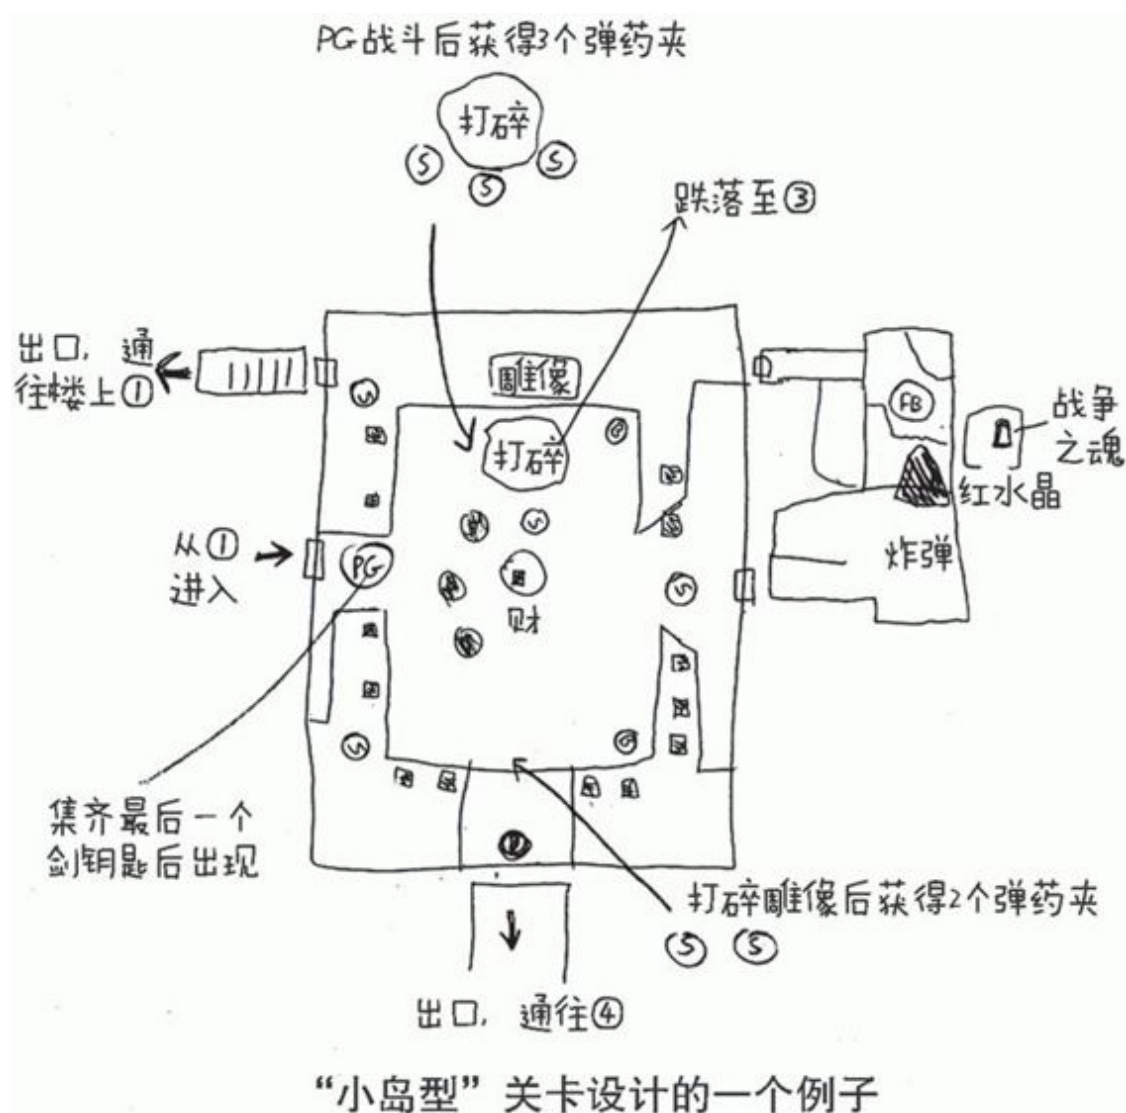 PG战斗后获得3个弹药夹
打碎
S
S
S
跌落至③
出口，通
往楼上①
雕像
S
打碎
FB
战争
之魂
红水晶
炸弹
从①
进入
PG
S
财
S
S
集齐最后一个
剑钥匙后出现
打碎雕像后获得2个弹药夹
S S
出口，通往④
“小岛型”关卡设计的一个例子